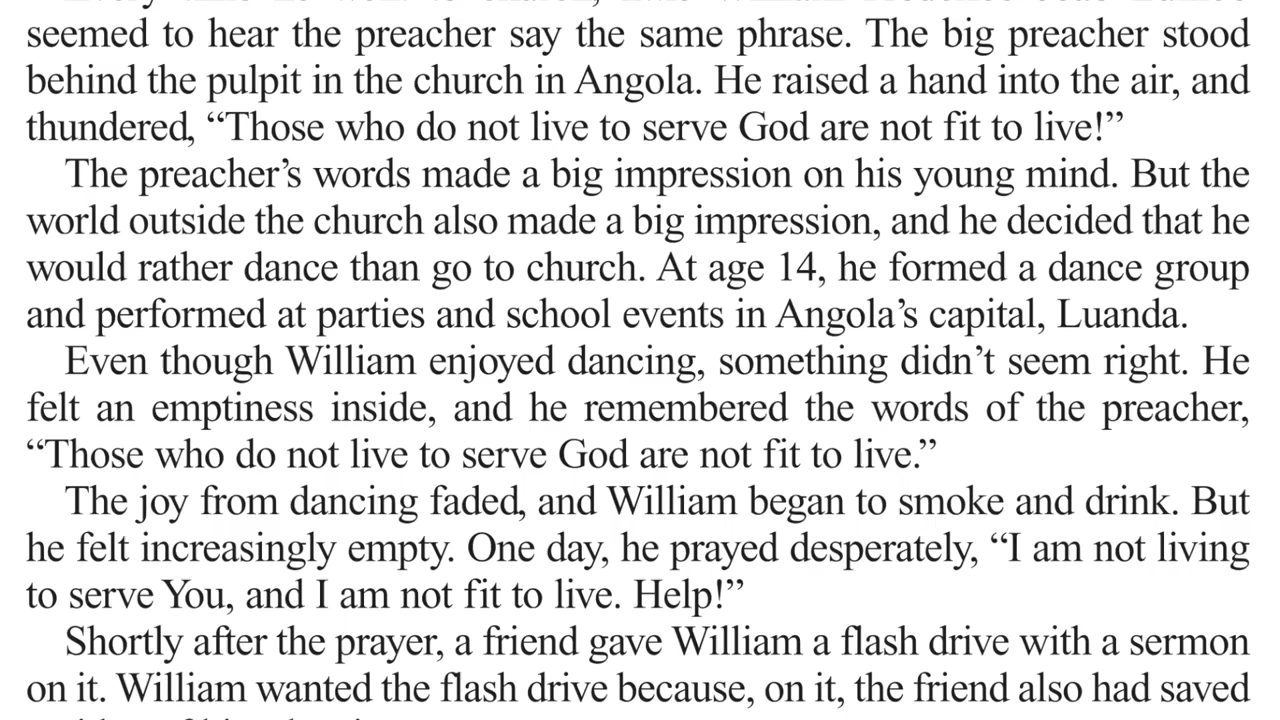 seemed to hear the preacher say the same phrase. The big preacher stood
behind the pulpit in the church in Angola. He raised a hand into the air, and
thundered, “Those who do not live to serve God are not fit to live!”
The preacher’s words made a big impression on his young mind. But the
world outside the church also made a big impression, and he decided that he
would rather dance than go to church. At age 14, he formed a dance group
and performed at parties and school events in Angola’s capital, Luanda.
Even though William enjoyed dancing, something didn’t seem right. He
felt an emptiness inside, and he remembered the words of the preacher,
“Those who do not live to serve God are not fit to live.”
The joy from dancing faded, and William began to smoke and drink. But
he felt increasingly empty. One day, he prayed desperately, “I am not living
to serve You, and I am not fit to live. Help!”
Shortly after the prayer, a friend gave William a flash drive with a sermon
on it. William wanted the flash drive because, on it, the friend also had saved